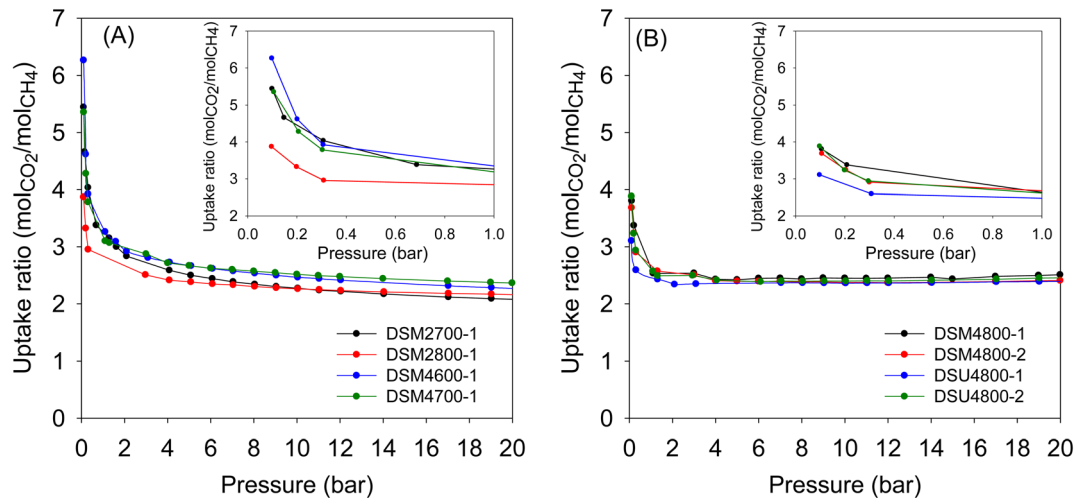 (A)
Uptake ratio (molCO2/molCH4)
7
6
5
4
3
2
1
0
0 2 4 6 8 10 12 14 16 18 20
Pressure (bar)
Uptake ratio (molCO2/molCH4)
7
6
5
4
3
2
0.0 0.2 0.4 0.6 0.8 1.0
Pressure (bar)
DSM2700-1
DSM2800-1
DSM4600-1
DSM4700-1
(B)
Uptake ratio (molCO2/molCH4)
7
6
5
4
3
2
1
0
0 2 4 6 8 10 12 14 16 18 20
Pressure (bar)
Uptake ratio (molCO2/molCH4)
7
6
5
4
3
2
0.0 0.2 0.4 0.6 0.8 1.0
Pressure (bar)
DSM4800-1
DSM4800-2
DSU4800-1
DSU4800-2